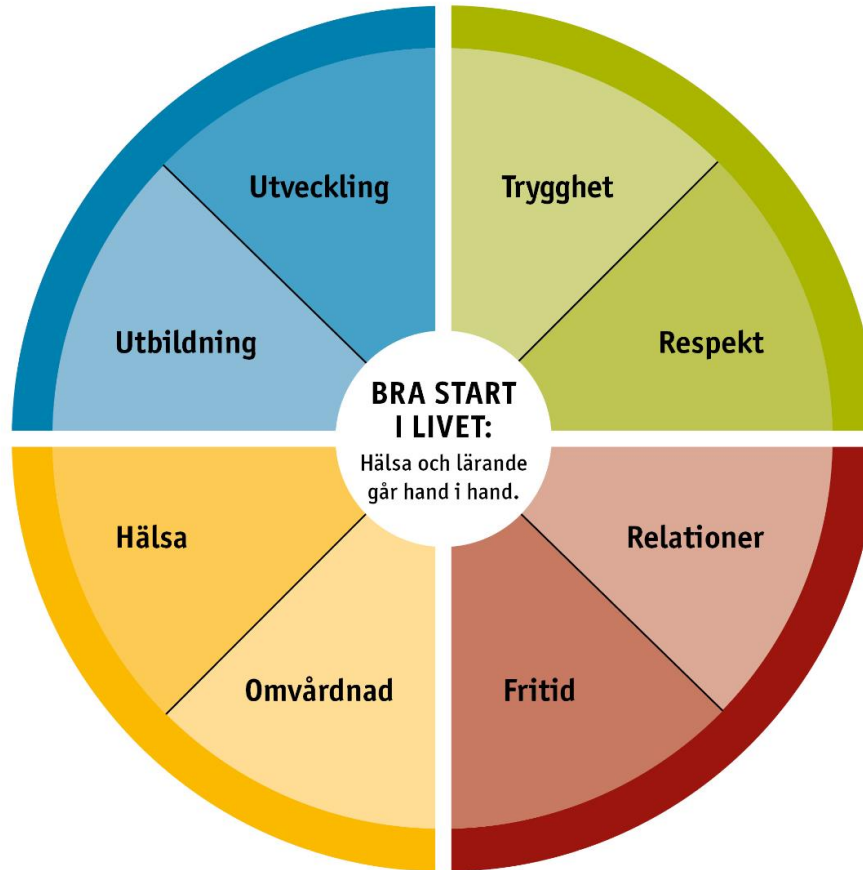 Utveckling
Trygghet
Utbildning
Respekt
BRA START
I LIVET:
Hälsa och lärande
går hand i hand.
Hälsa
Relationer
Omvårdnad
Fritid